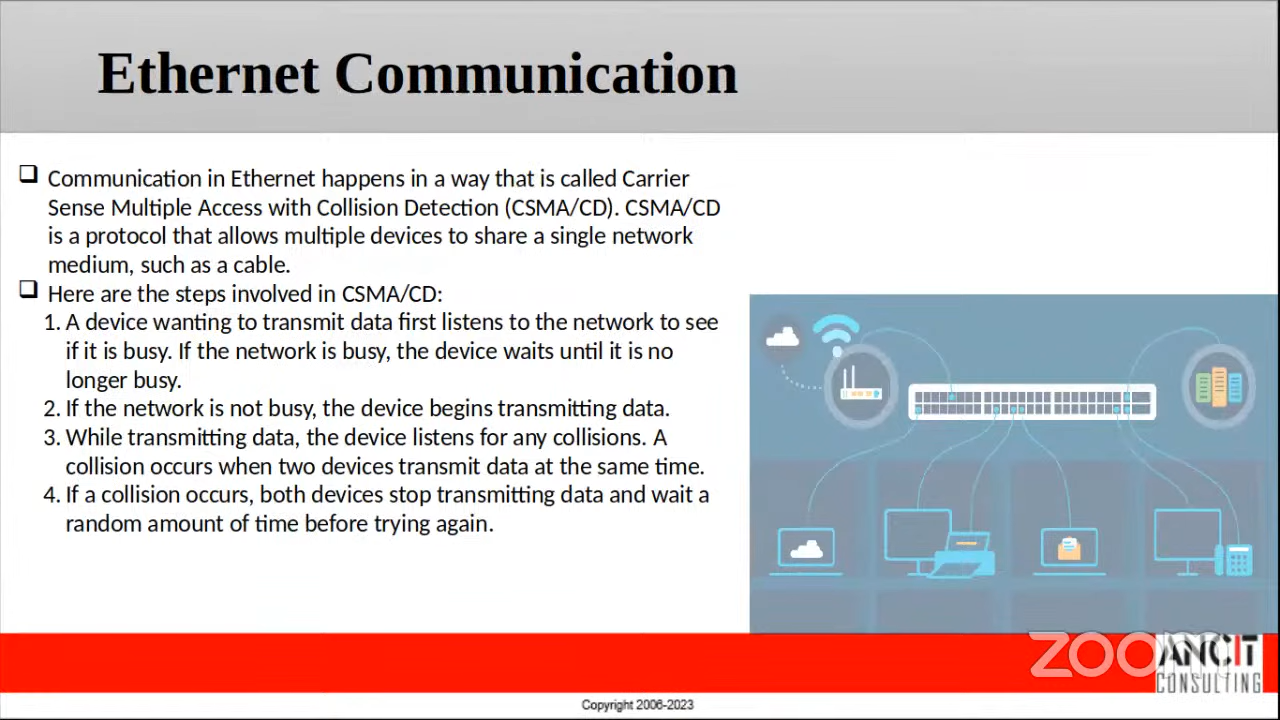 Ethernet Communication
Communication in Ethernet happens in a way that is called Carrier
Sense Multiple Access with Collision Detection (CSMA/CD). CSMA/CD
is a protocol that allows multiple devices to share a single network
medium, such as a cable.
Here are the steps involved in CSMA/CD:
1. A device wanting to transmit data first listens to the network to see
if it is busy. If the network is busy, the device waits until it is no
longer busy.
2. If the network is not busy, the device begins transmitting data.
3. While transmitting data, the device listens for any collisions. A
collision occurs when two devices transmit data at the same time.
4. If a collision occurs, both devices stop transmitting data and wait a
random amount of time before trying again.
zoom
ANCIT
CONSULTING
Copyright 2006-2023